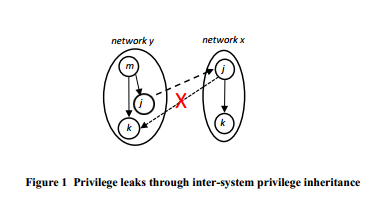 network y
network x
m
j
j
X
k
k
Figure 1 Privilege leaks through inter-system privilege inheritance